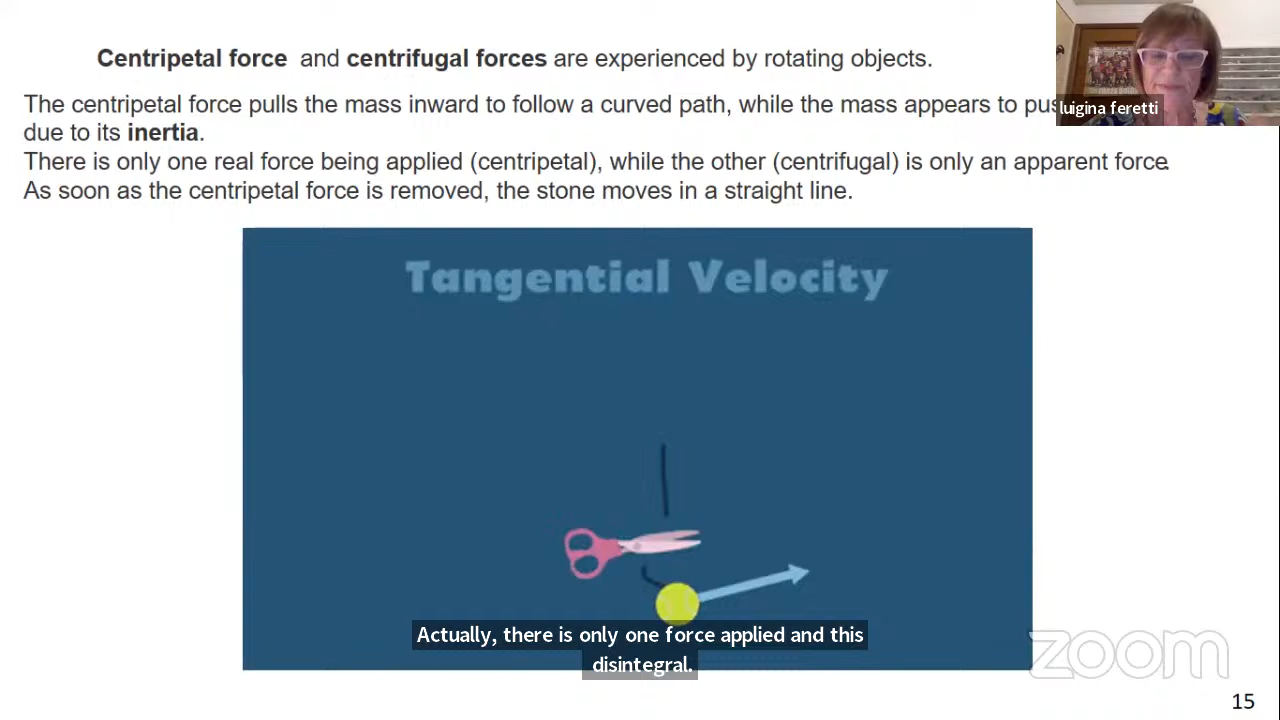 Centripetal force and centrifugal forces are experienced by rotating objects.
The centripetal force pulls the mass inward to follow a curved path, while the mass appears to
luigina feretti
due to its inertia.
There is only one real force being applied (centripetal), while the other (centrifugal) is only an apparent force.
As soon as the centripetal force is removed, the stone moves in a straight line.
Tangential Velocity
Actually, there is only one force applied and this
disintegral.
zoom
15